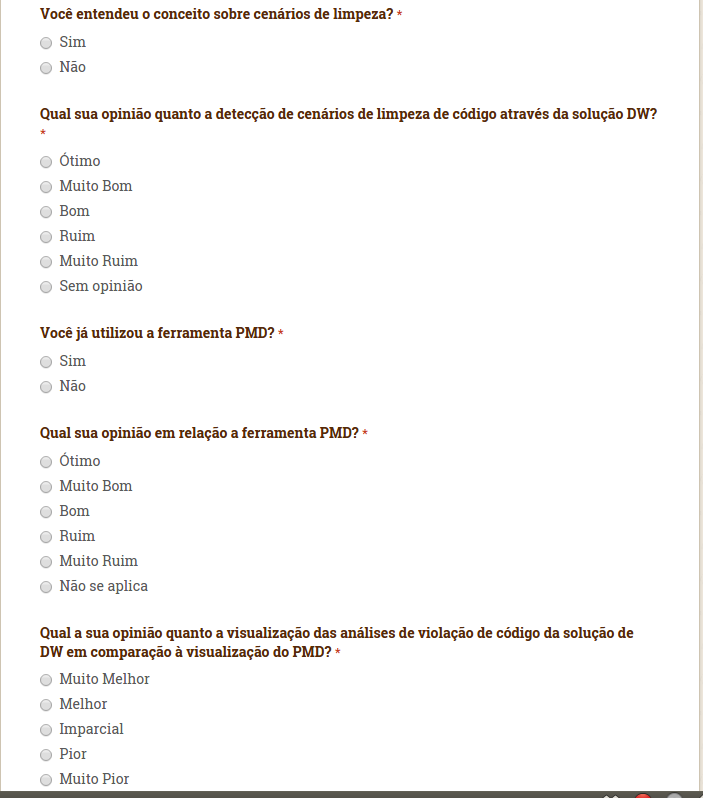 Você entendeu o conceito sobre cenários de limpeza? *
Sim
Não
Qual sua opinião quanto a detecção de cenários de limpeza de código através da solução DW?
*
Ótimo
Muito Bom
Bom
Ruim
Muito Ruim
Sem opinião
Você já utilizou a ferramenta PMD? *
Sim
Não
Qual sua opinião em relação a ferramenta PMD? *
Ótimo
Muito Bom
Bom
Ruim
Muito Ruim
Não se aplica
Qual a sua opinião quanto a visualização das análises de violação de código da solução de
DW em comparação à visualização do PMD? *
Muito Melhor
Melhor
Imparcial
Pior
Muito Pior